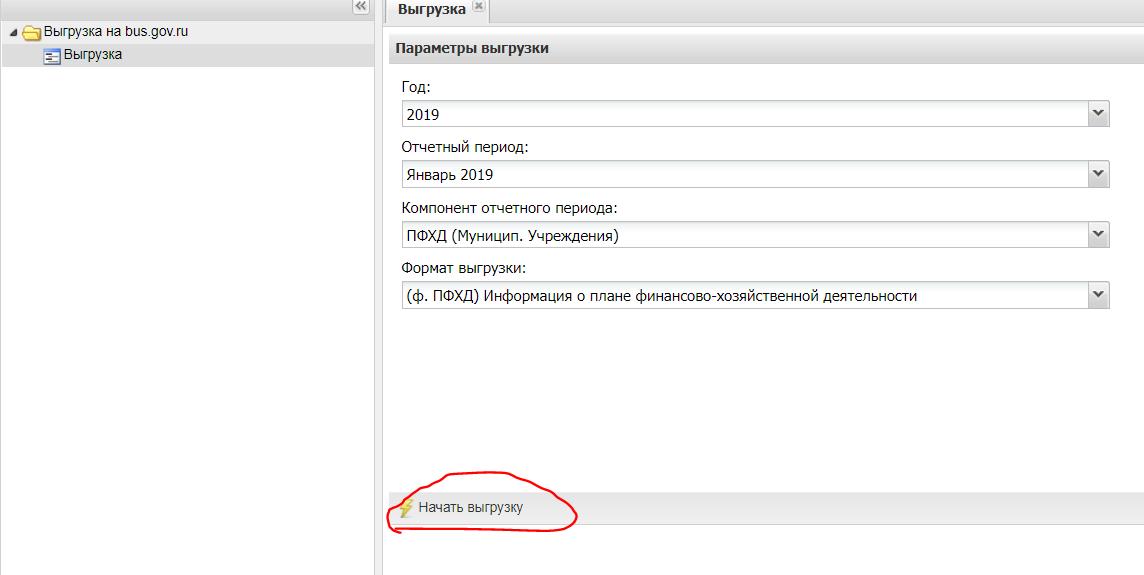 Выгрузка на bus.gov.ru
Выгрузка
Выгрузка
Параметры выгрузки
Год:
2019
Отчетный период:
Январь 2019
Компонент отчетного периода:
ПФХД (Муницип. Учреждения)
Формат выгрузки:
(ф. ПФХД) Информация о плане финансово-хозяйственной деятельности
Начать выгрузку